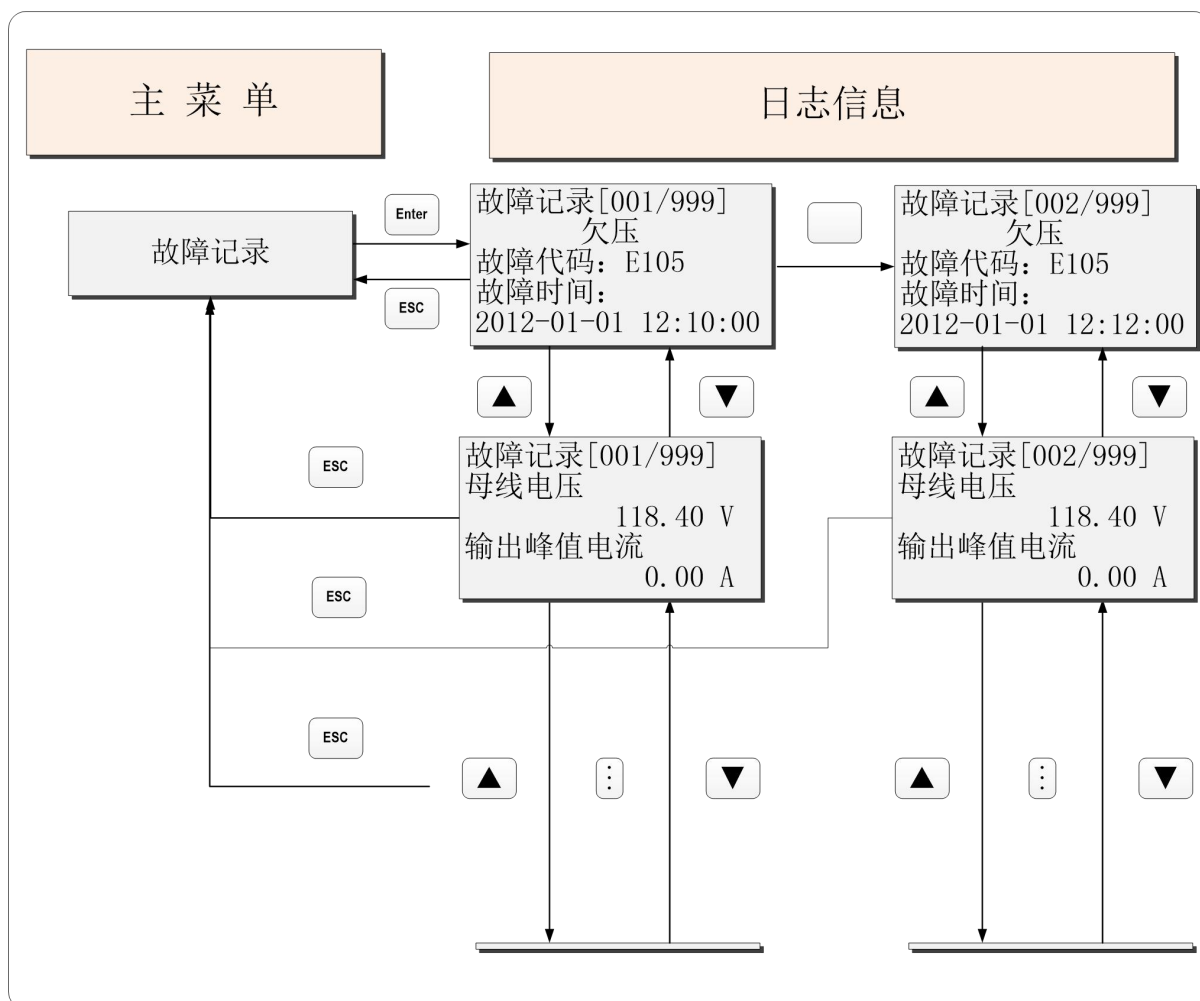 主 菜 单
日志信息
故障记录
Enter
ESC
故障记录[001/999]
欠压
故障代码: E105
故障时间:
2012-01-01 12:10:00
故障记录[002/999]
欠压
故障代码: E105
故障时间:
2012-01-01 12:12:00
▲
▼
▲
▼
ESC
故障记录[001/999]
母线电压
118.40 V
输出峰值电流
0.00 A
故障记录[002/999]
母线电压
118.40 V
输出峰值电流
0.00 A
ESC
ESC
▲
⋮
▼
▲
⋮
▼